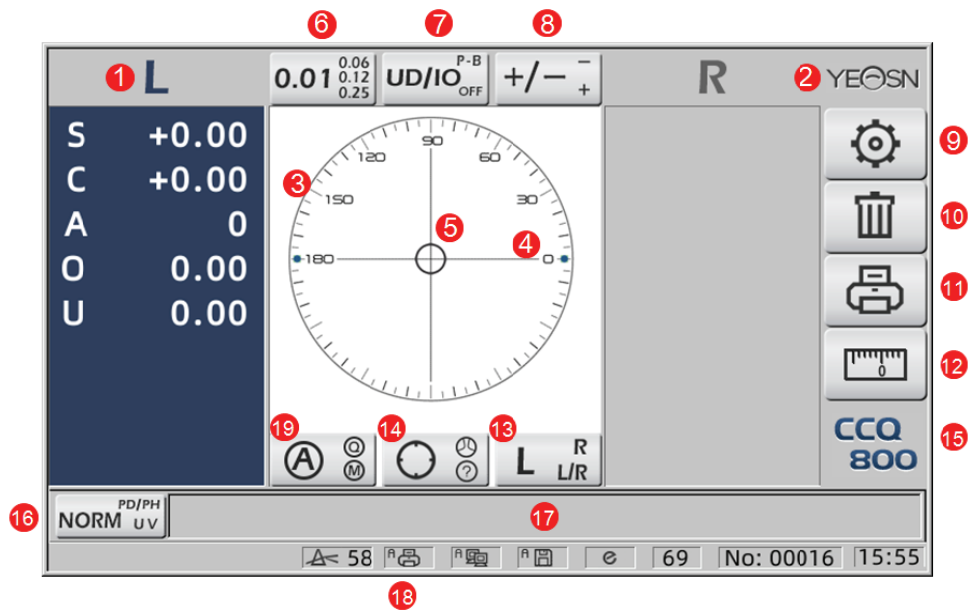 6 7 8
1 L
0.01 0.06 0.12 0.25
UD/IO P-B OFF
+/- - +
R
2 YEOSN
S +0.00
C +0.00
A 0
O 0.00
U 0.00
90
120 60
3 150 30
5
4
180 0
9
10
11
12 0
19 A Q M
14 ?
13 L R L/R
15 CCQ 800
16 NORM PD/PH UV
17
58 A A A e 69 No: 00016 15:55
18